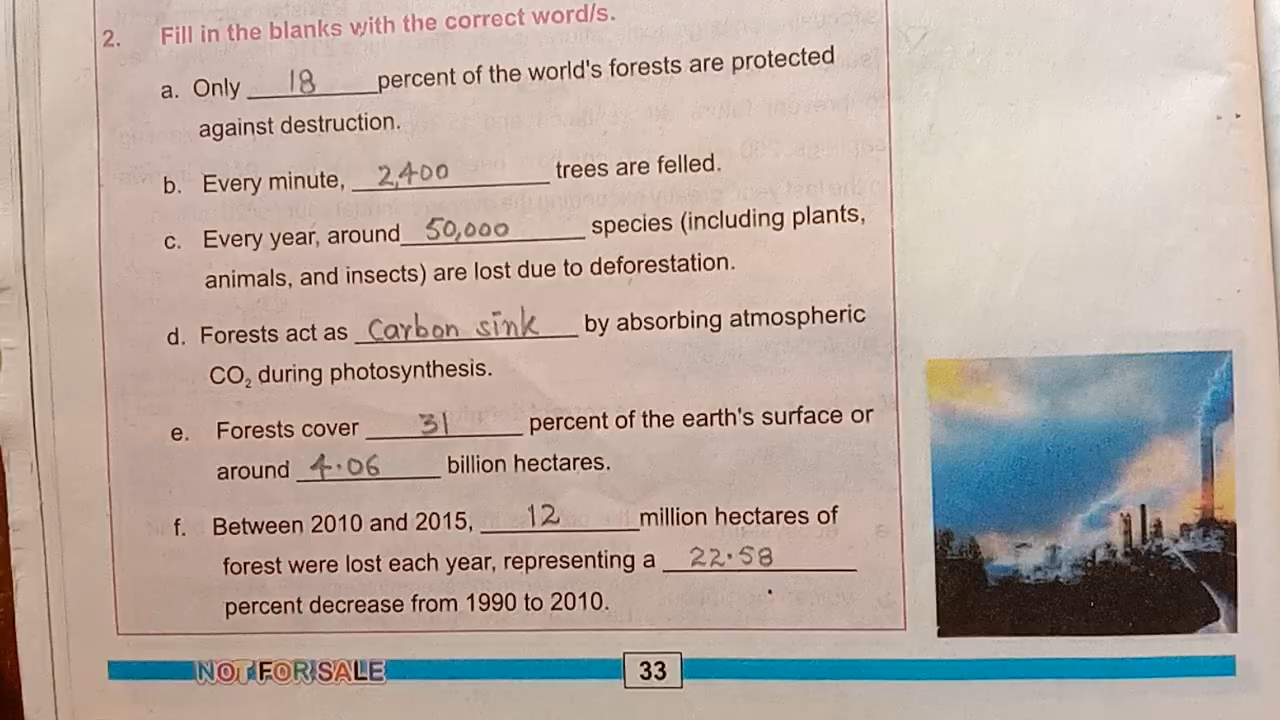 2. Fill in the blanks with the correct word/s.
a. Only 18 percent of the world's forests are protected
against destruction.
b. Every minute, 2,400 trees are felled.
c. Every year, around 50,000 species (including plants,
animals, and insects) are lost due to deforestation.
d. Forests act as Carbon sink by absorbing atmospheric
CO₂ during photosynthesis.
e. Forests cover 31 percent of the earth's surface or
around 4.06 billion hectares.
f. Between 2010 and 2015, 12 million hectares of
forest were lost each year, representing a 22.58
percent decrease from 1990 to 2010.
NOT FOR SALE
33